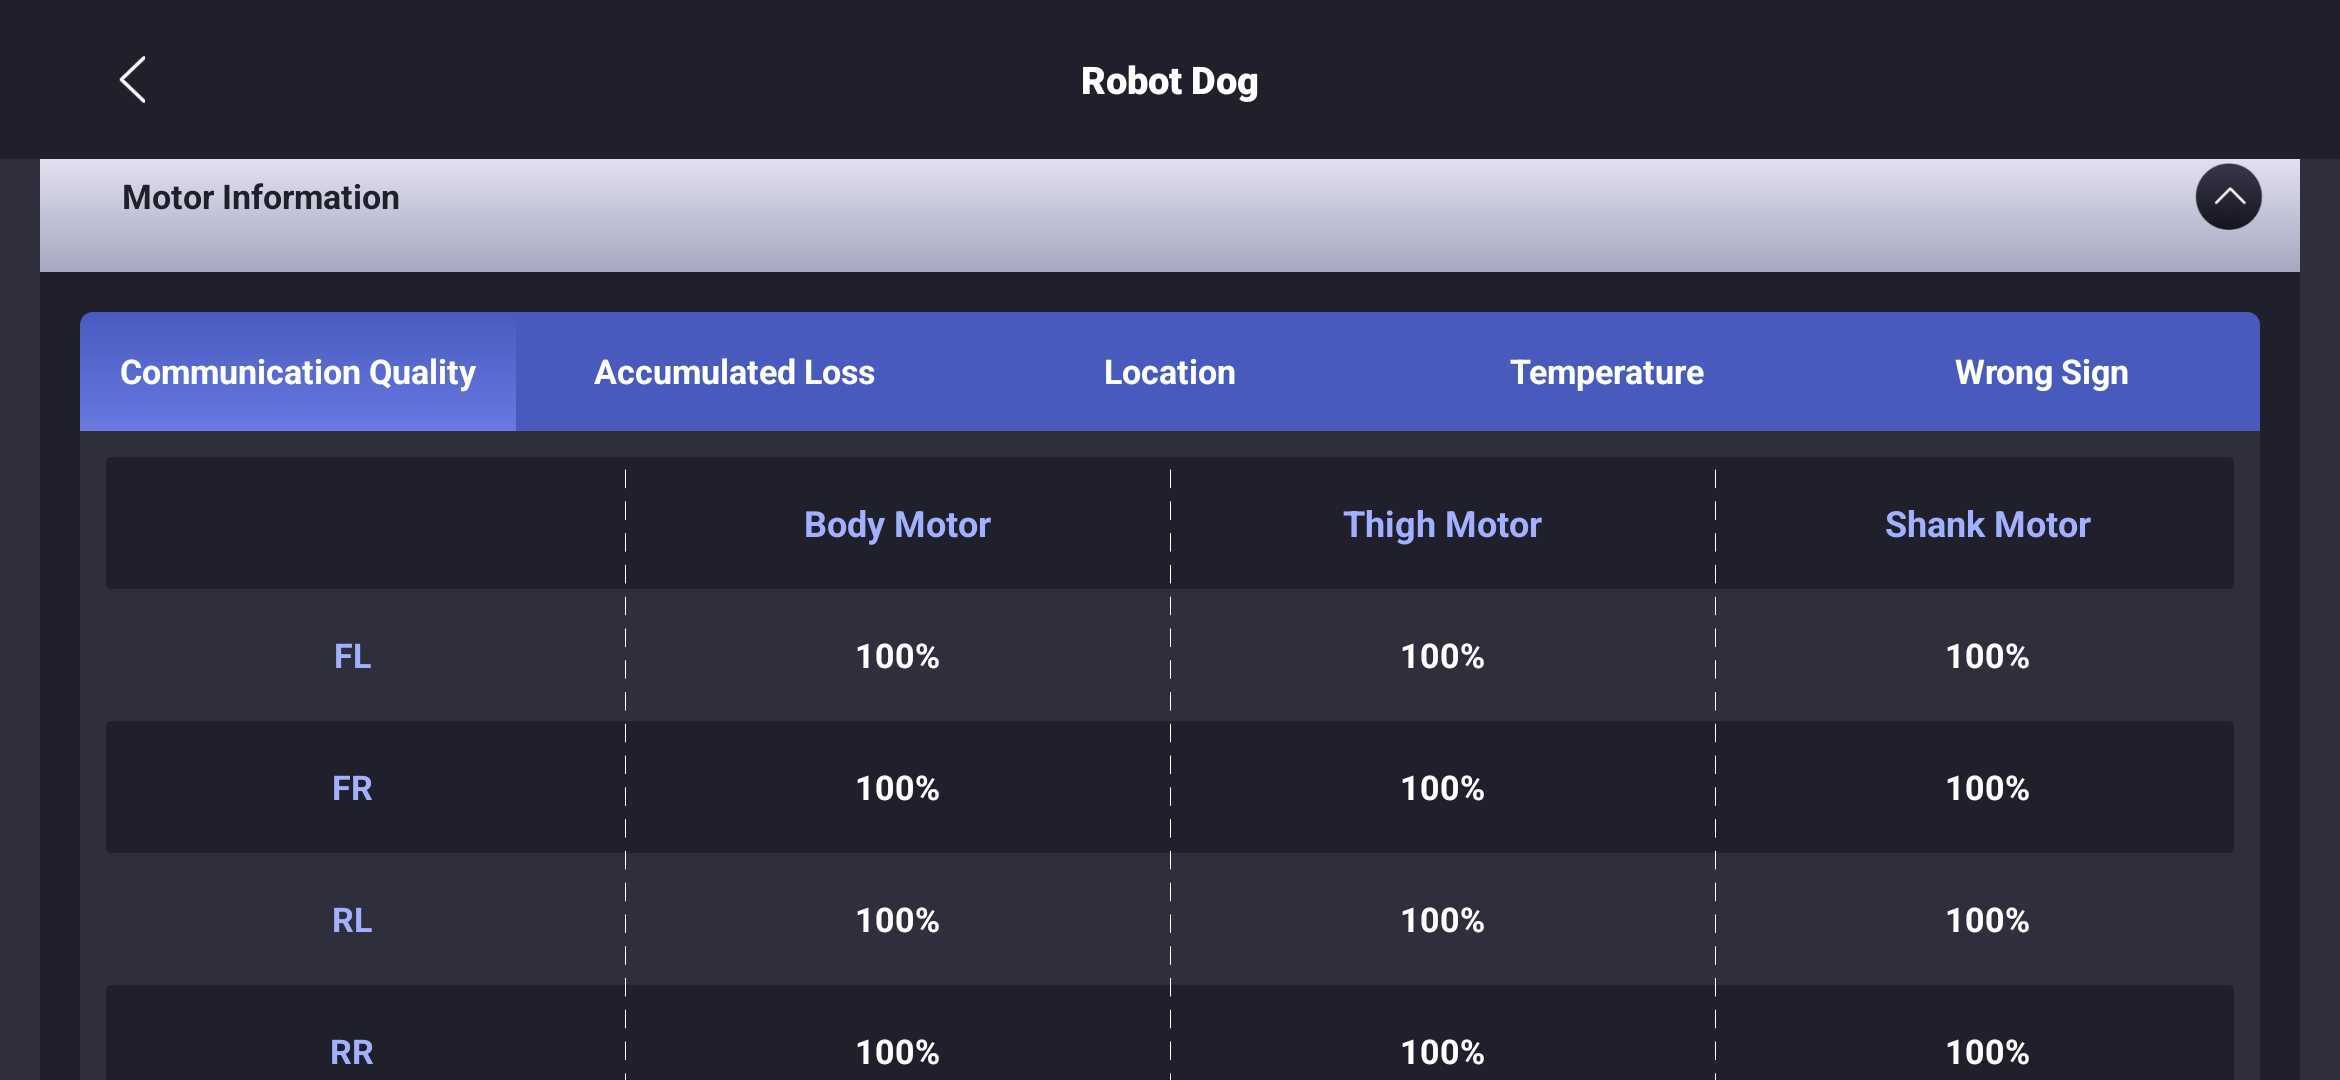 Robot Dog
Motor Information
Communication Quality Accumulated Loss Location Temperature Wrong Sign
Body Motor Thigh Motor Shank Motor
FL 100% 100% 100%
FR 100% 100% 100%
RL 100% 100% 100%
RR 100% 100% 100%